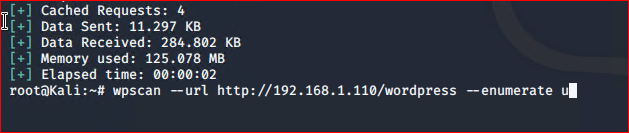 [+] Cached Requests: 4
[+] Data Sent: 11.297 KB
[+] Data Received: 284.802 KB
[+] Memory used: 125.078 MB
[+] Elapsed time: 00:00:02
root@Kali:~# wpscan --url http://192.168.1.110/wordpress --enumerate u